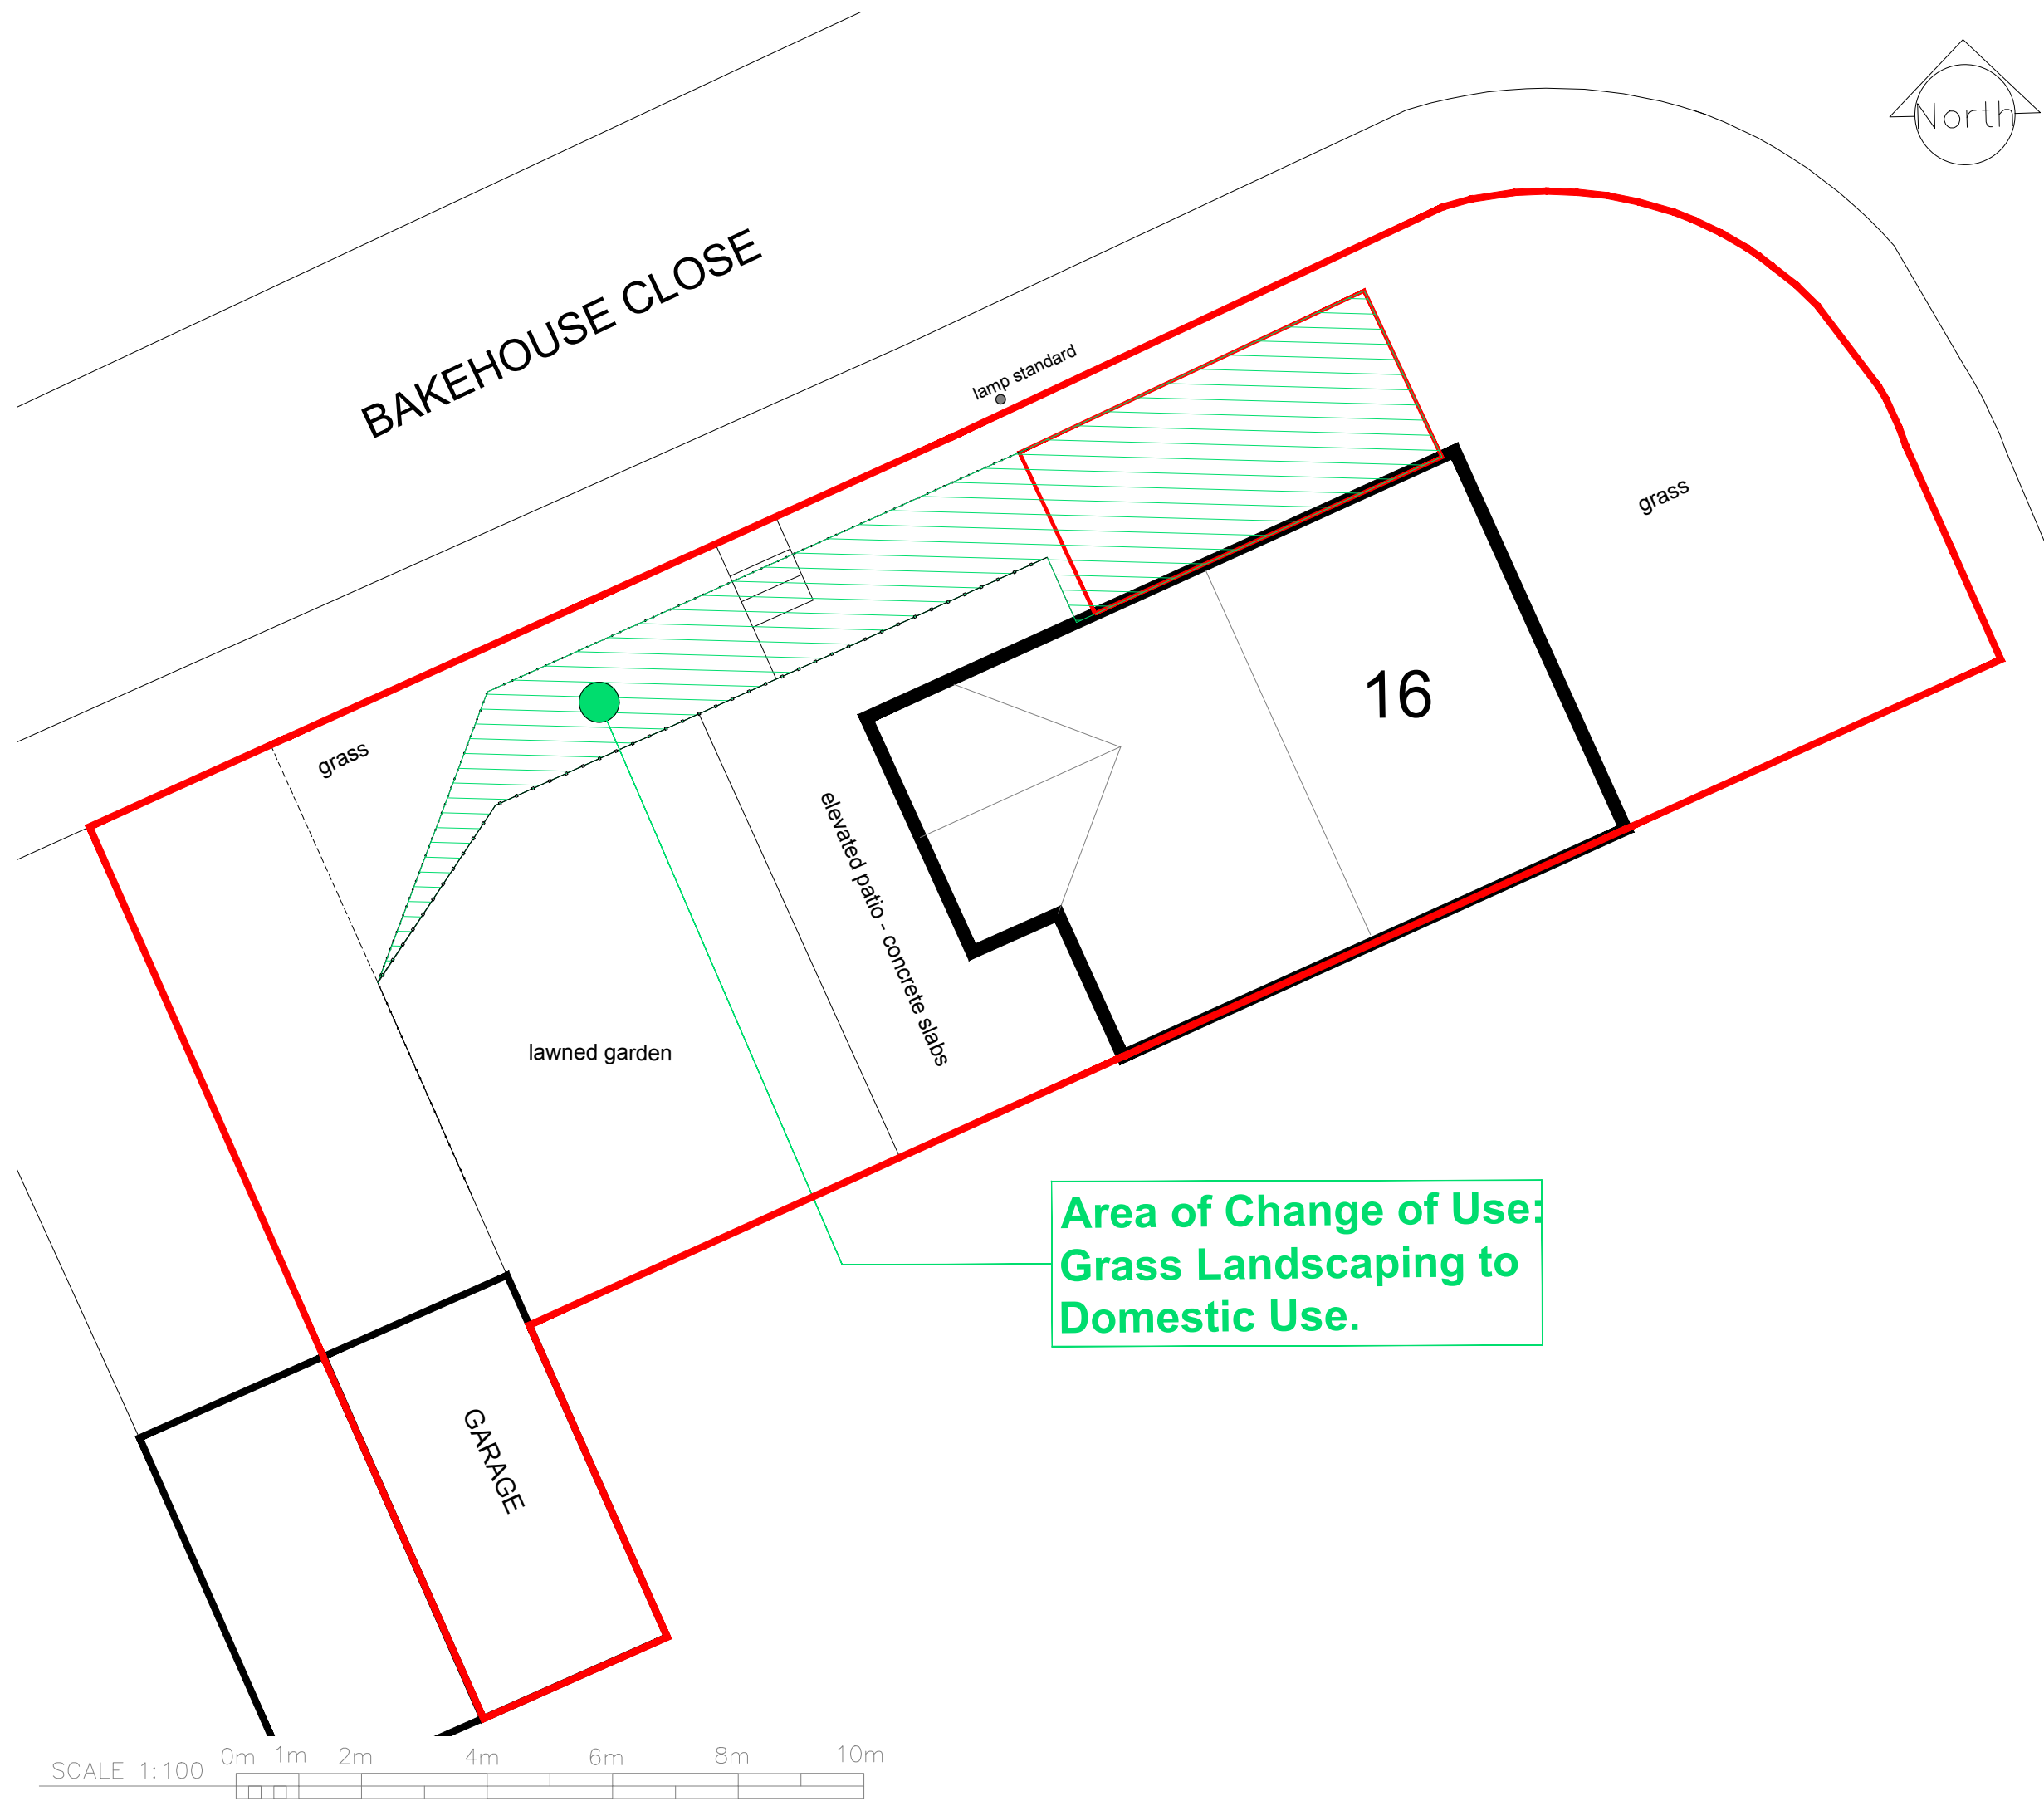 North
BAKEHOUSE CLOSE
lamp standard
grass
grass
16
elevated patio - concrete slabs
lawned garden
Area of Change of Use:
Grass Landscaping to
Domestic Use.
GARAGE
SCALE 1:100 0m 1m 2m 4m 6m 8m 10m